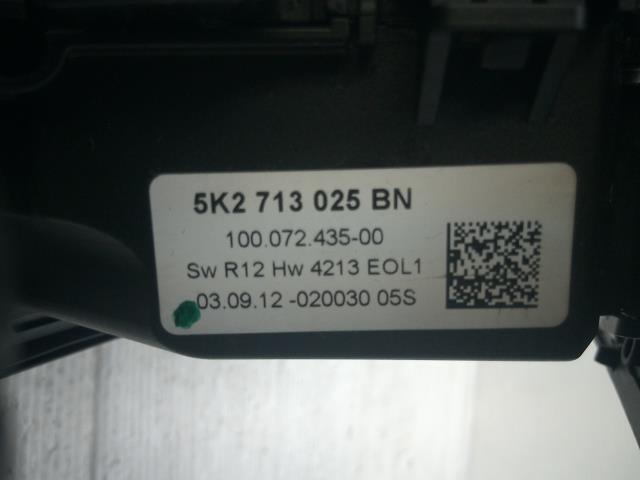 5K2 713 025 BN
100.072.435-00
Sw R12 Hw 4213 EOL1
03.09.12 -020030 05S